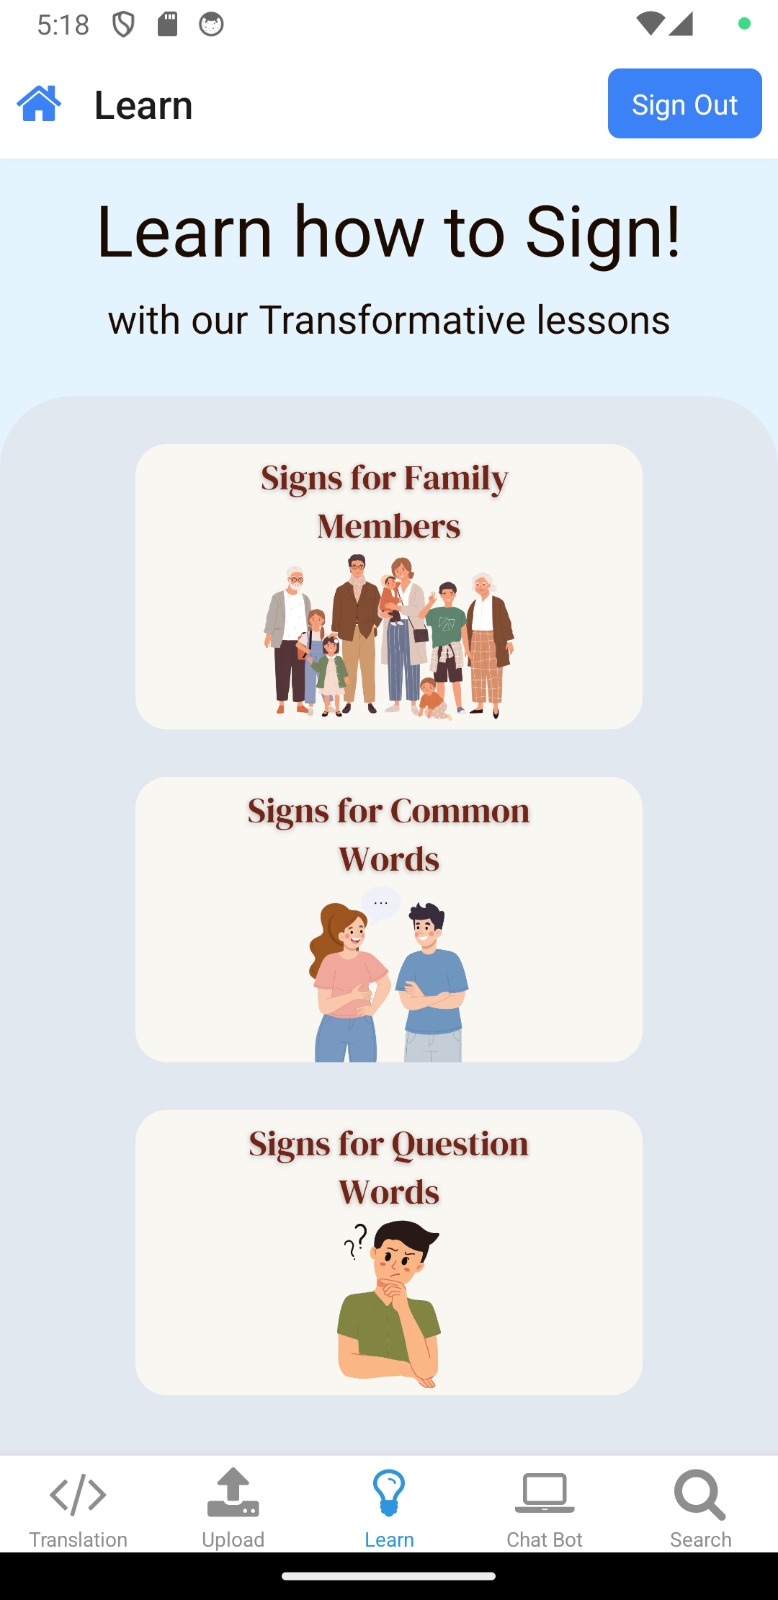 5:18
Learn
Sign Out
Learn how to Sign!
with our Transformative lessons
Signs for Family
Members
Signs for Common
Words
...
Signs for Question
Words
??
Translation
Upload
Learn
Chat Bot
Search